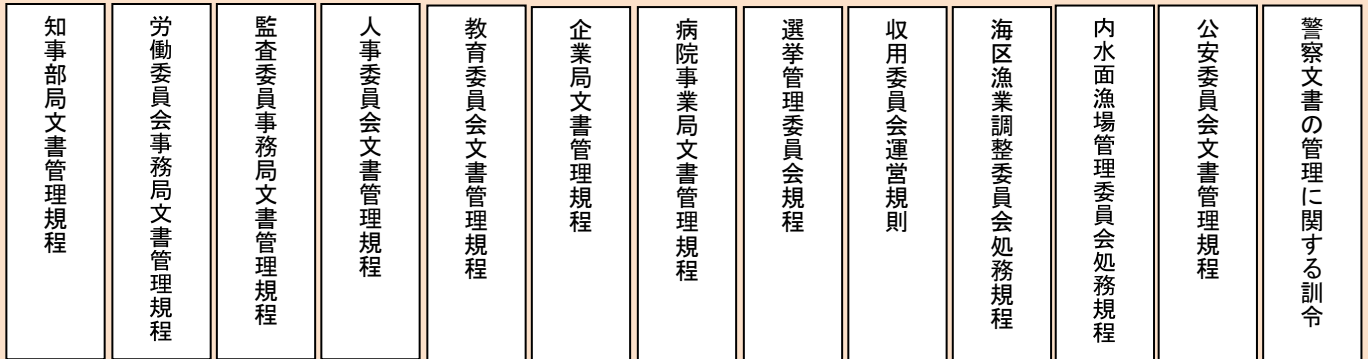 知事部局文書管理規程
労働委員会事務局文書管理規程
監査委員事務局文書管理規程
人事委員会文書管理規程
教育委員会文書管理規程
企業局文書管理規程
病院事業局文書管理規程
選挙管理委員会規程
収用委員会運営規則
海区漁業調整委員会処務規程
内水面漁場管理委員会処務規程
公安委員会文書管理規程
警察文書の管理に関する訓令